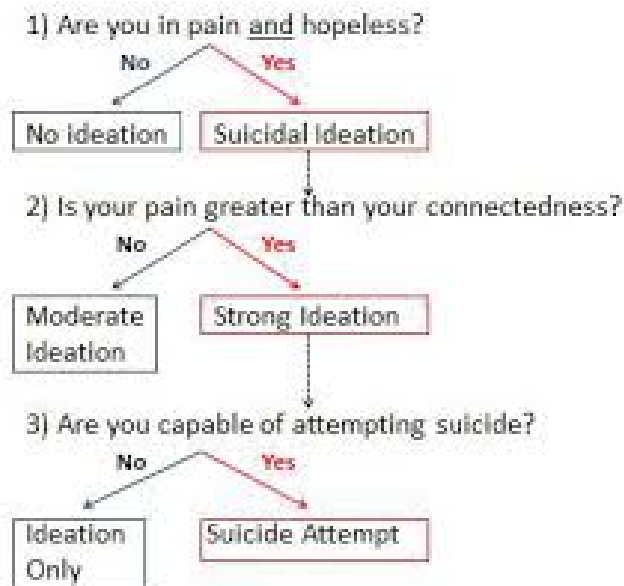 1) Are you in pain and hopeless?
No Yes
No ideation Suicidal Ideation
2) Is your pain greater than your connectedness?
No Yes
Moderate Strong Ideation
Ideation
3) Are you capable of attempting suicide?
No Yes
Ideation Suicide Attempt
Only